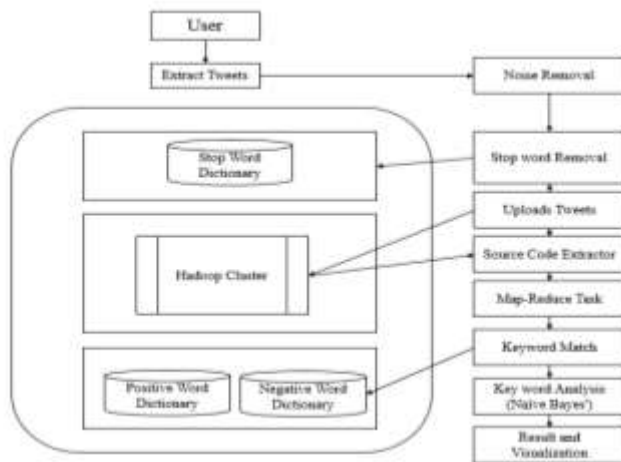 User
Extract Tweets
Noise Removal
Stop Word
Dictionary
Stop word Removal
Uploads Tweets
Hadoop Cluster
Source Code Extractor
Map-Reduce Task
Keyword Match
Positive Word
Dictionary
Negative Word
Dictionary
Key word Analysis
(Naive Bayes')
Result and
Visualization